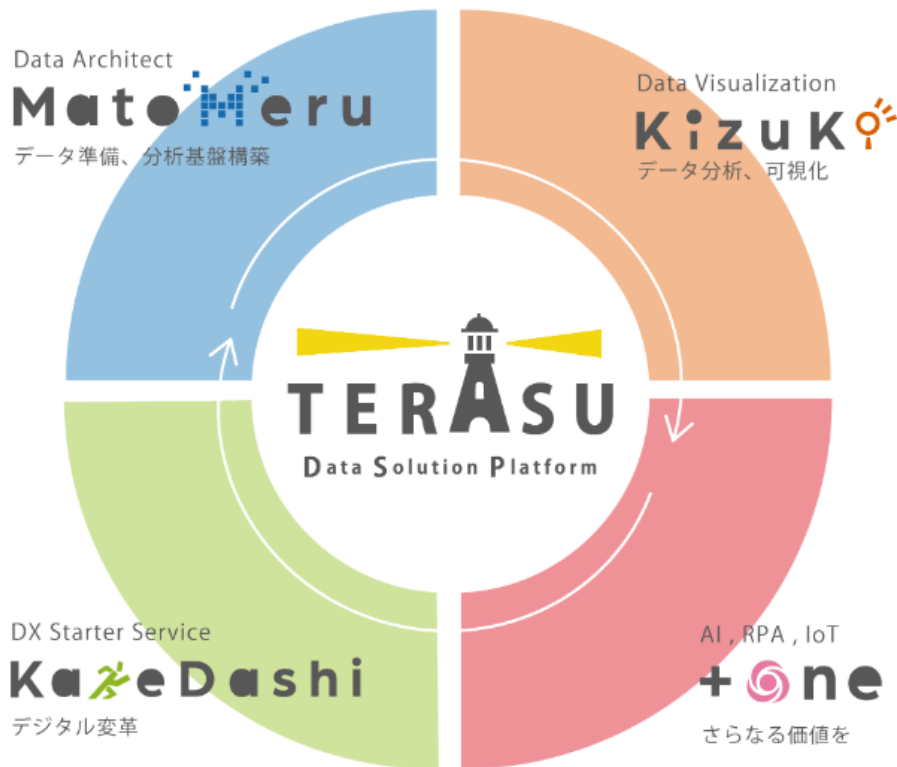 Data Architect
MatoMeru
データ準備、分析基盤構築
Data Visualization
KizuKi
データ分析、可視化
TERASU
Data Solution Platform
DX Starter Service
KakeDashi
デジタル変革
AI , RPA , IoT
+one
さらなる価値を